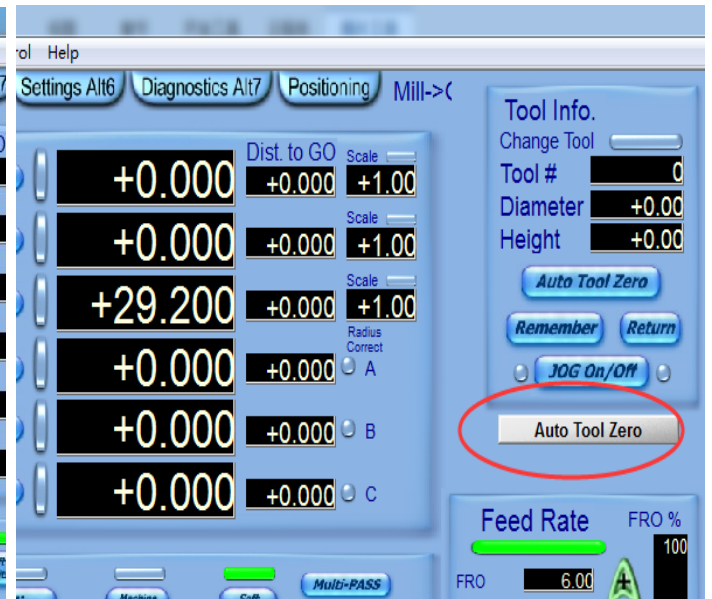 rol Help
7 Settings Alt6 Diagnostics Alt7 Positioning Mill->(
Tool Info.
Change Tool
Tool # 0
Diameter +0.00
Height +0.00
Auto Tool Zero
Remember Return
JOG On/Off
Auto Tool Zero
Dist. to GO Scale
+0.000 +0.000 +1.00
Scale
+0.000 +0.000 +1.00
Scale
+29.200 +0.000 +1.00
Radius
Correct
+0.000 +0.000 A
+0.000 +0.000 B
+0.000 +0.000 C
Feed Rate FRO %
100
FRO 6.00
Multi-PASS
Machine Soft